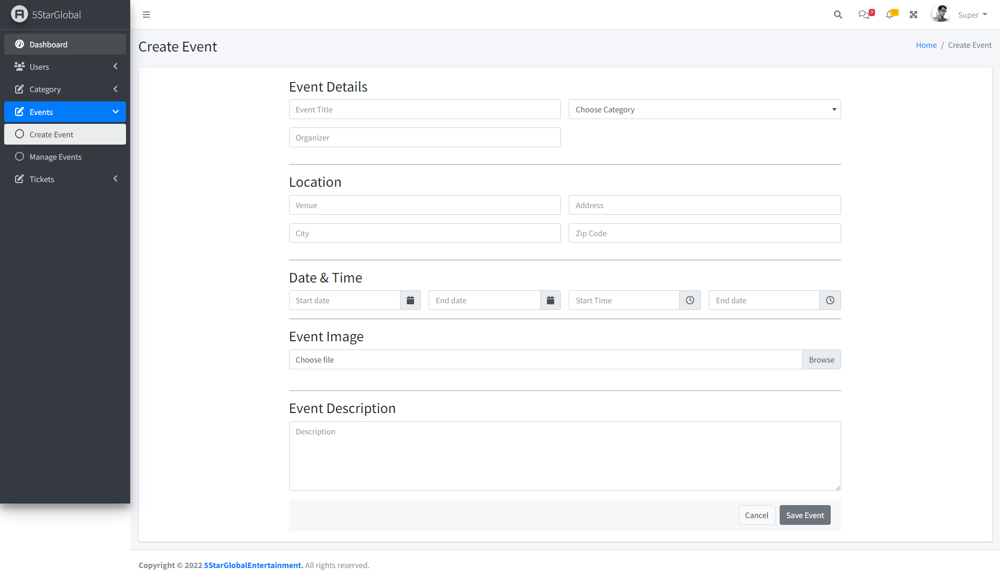 5StarGlobal
3
15
Super
Dashboard
Users
Category
Events
Create Event
Manage Events
Tickets
Create Event
Home / Create Event
Event Details
Event Title
Choose Category
Organizer
Location
Venue
Address
City
Zip Code
Date & Time
Start date
End date
Start Time
End date
Event Image
Choose file
Browse
Event Description
Description
Cancel
Save Event
Copyright © 2022 5StarGlobalEntertainment. All rights reserved.